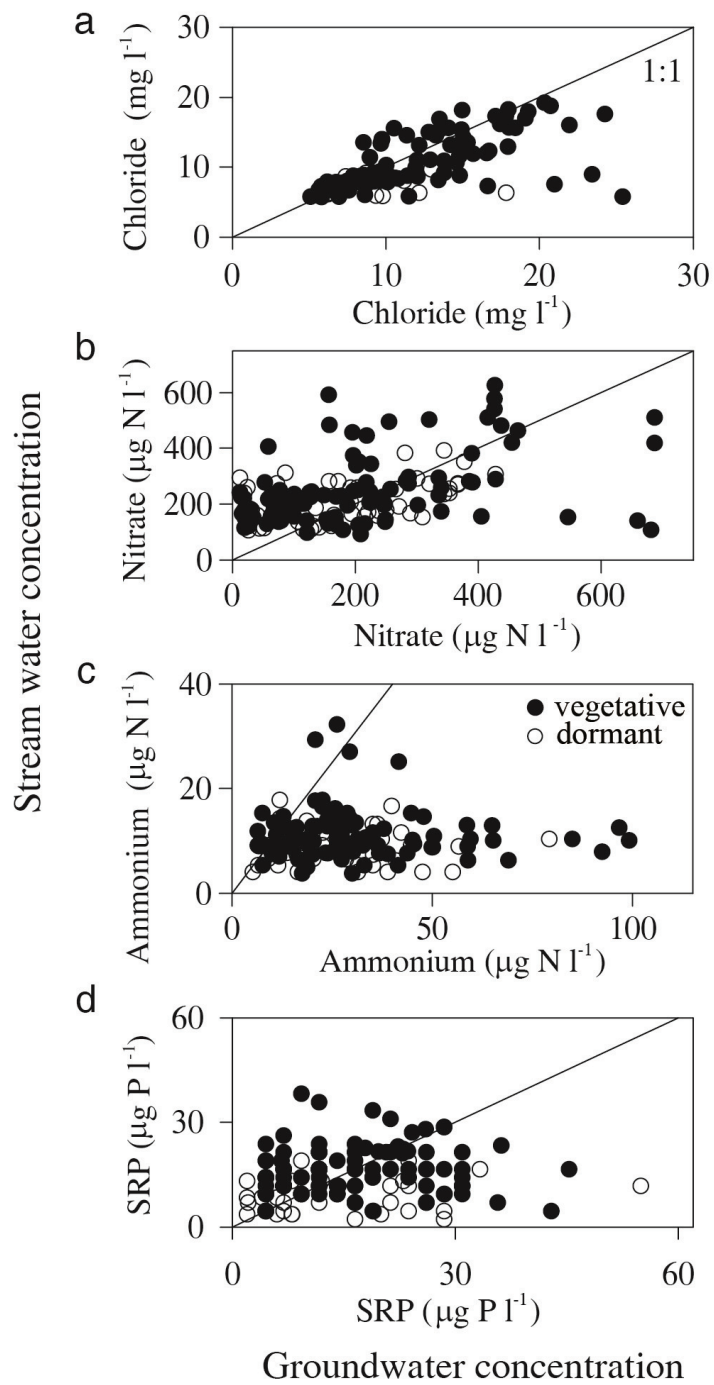 Stream water concentration
a
Chloride (mg l-1)
30
20
10
0
1:1
0 10 20 30
Chloride (mg l-1)
b
Nitrate (μg N l-1)
600
400
200
0
0 200 400 600
Nitrate (μg N l-1)
c
Ammonium (μg N l-1)
40
20
0
vegetative
dormant
0 50 100
Ammonium (μg N l-1)
d
SRP (μg P l-1)
60
30
0
0 30 60
SRP (μg P l-1)
Groundwater concentration